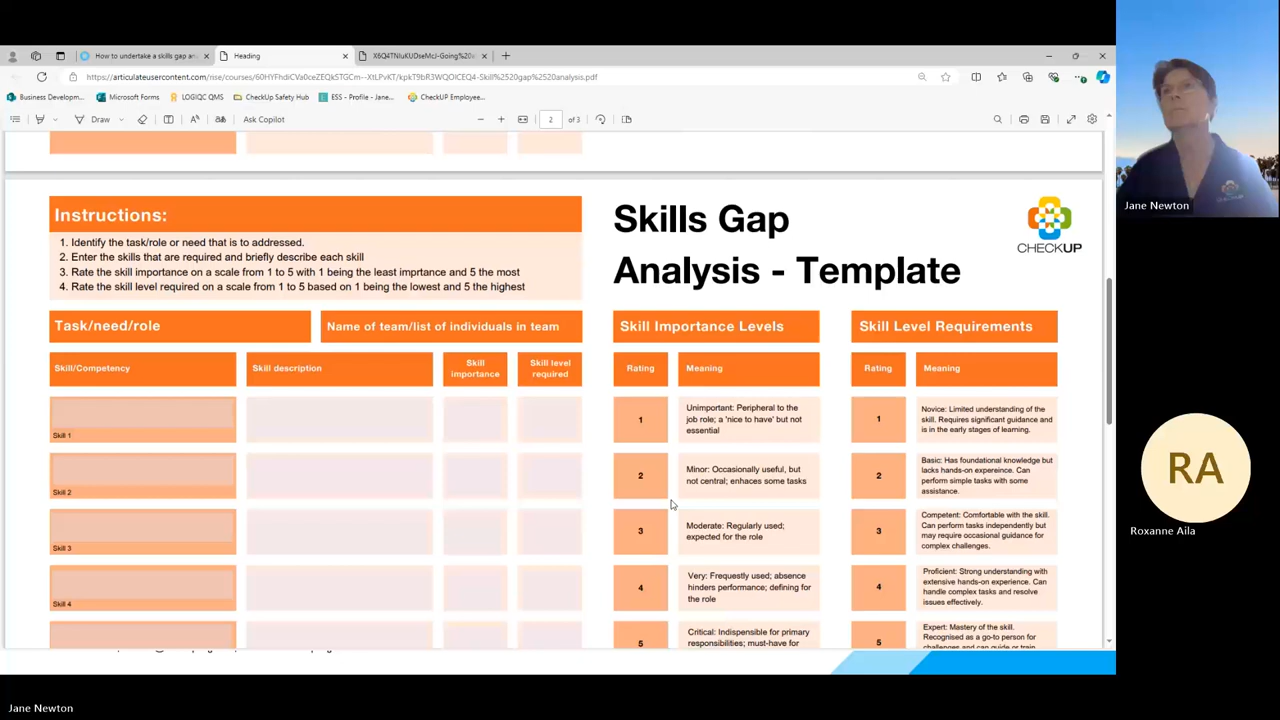 How to undertake a skills gap an
Heading
X6Q4TNIuKUDseMcJ-Going%20
https://articulateusercontent.com/nse/courses/60HYFhdiCVa0ceZEQkSTGCm--XtLPvKT/kpkT9bR3WQOICEQ4-Skill%2520gap%2520analysis.pdf
Business Developm...
Microsoft Forms
LOGIQC QMS
CheckUp Safety Hub
ESS - Profile - Jane...
CheckUP Employee...
Draw
Ask Copilot
2 of 3
Instructions:
1. Identify the task/role or need that is to addressed.
2. Enter the skills that are required and briefly describe each skill
3. Rate the skill importance on a scale from 1 to 5 with 1 being the least imprtance and 5 the most
4. Rate the skill level required on a scale from 1 to 5 based on 1 being the lowest and 5 the highest
Skills Gap
Analysis - Template
CHECKUP
Task/need/role
Name of team/list of individuals in team
Skill/Competency
Skill description
Skill
importance
Skill level
required
Skill 1
Skill 2
Skill 3
Skill 4
Skill Importance Levels
Rating
Meaning
1
Unimportant: Peripheral to the
job role; a 'nice to have' but not
essential
2
Minor: Occasionally useful, but
not central; enhaces some tasks
3
Moderate: Regularly used;
expected for the role
4
Very: Frequently used; absence
hinders performance; defining for
the role
5
Critical: Indispensible for primary
responsibilities; must-have for
Skill Level Requirements
Rating
Meaning
1
Novice: Limited understanding of the
skill. Requires significant guidance and
is in the early stages of learning.
2
Basic: Has foundational knowledge but
lacks hands-on expereince. Can
perform simple tasks with some
assistance.
3
Competent: Comfortable with the skill.
Can perform tasks independently but
may require occasional guidance for
complex challenges.
4
Proficient: Strong understanding with
extensive hands-on experience. Can
handle complex tasks and resolve
issues effectively.
5
Expert: Mastery of the skill.
Recognised as a go-to person for
challenges and can guide or train
Jane Newton
RA
Roxanne Aila
Jane Newton